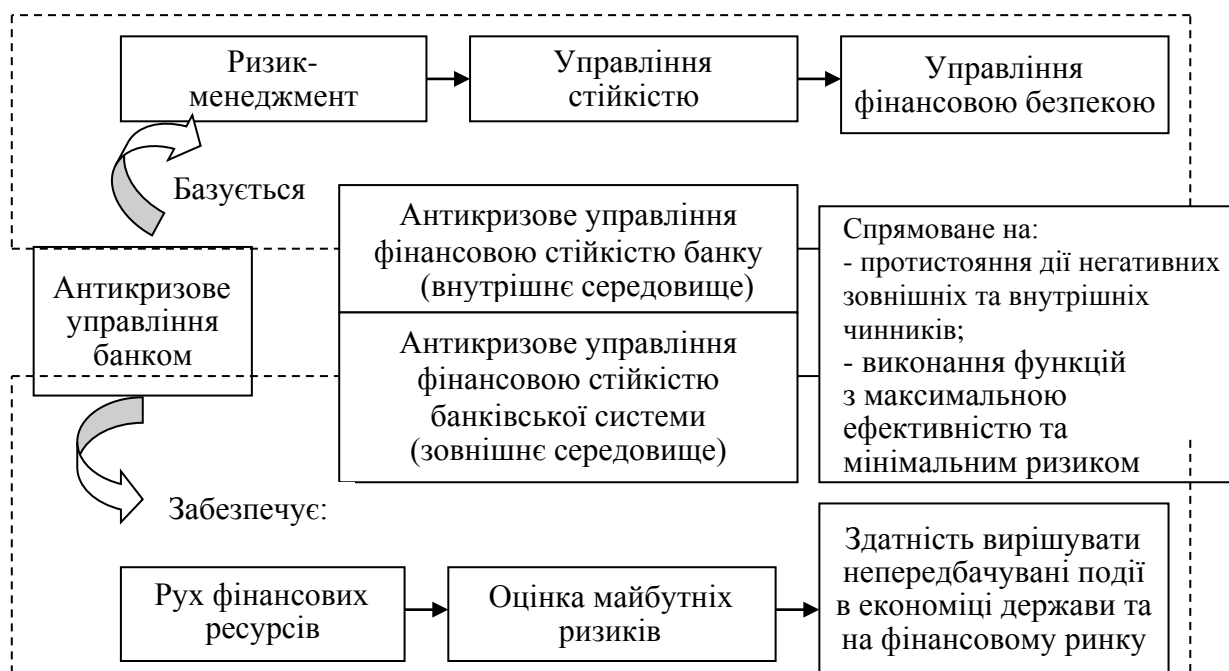 Ризик-
менеджмент
Управління
стійкістю
Управління
фінансовою безпекою
Базується
Антикризове
управління
банком
Антикризове управління
фінансовою стійкістю банку
(внутрішнє середовище)
Антикризове управління
фінансовою стійкістю
банківської системи
(зовнішнє середовище)
Спрямоване на:
- протистояння дії негативних
зовнішніх та внутрішніх
чинників;
- виконання функцій
з максимальною
ефективністю та
мінімальним ризиком
Забезпечує:
Рух фінансових
ресурсів
Оцінка майбутніх
ризиків
Здатність вирішувати
непередбачувані події
в економіці держави та
на фінансовому ринку